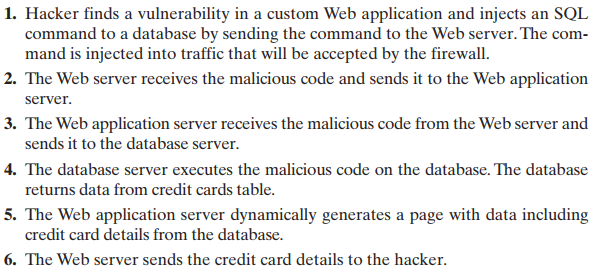 1. Hacker finds a vulnerability in a custom Web application and injects an SQL
command to a database by sending the command to the Web server. The com-
mand is injected into traffic that will be accepted by the firewall.
2. The Web server receives the malicious code and sends it to the Web application
server.
3. The Web application server receives the malicious code from the Web server and
sends it to the database server.
4. The database server executes the malicious code on the database. The database
returns data from credit cards table.
5. The Web application server dynamically generates a page with data including
credit card details from the database.
6. The Web server sends the credit card details to the hacker.